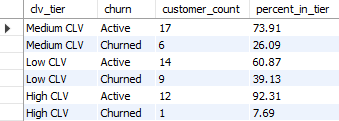 clv_tier churn customer_count percent_in_tier
Medium CLV Active 17 73.91
Medium CLV Churned 6 26.09
Low CLV Active 14 60.87
Low CLV Churned 9 39.13
High CLV Active 12 92.31
High CLV Churned 1 7.69